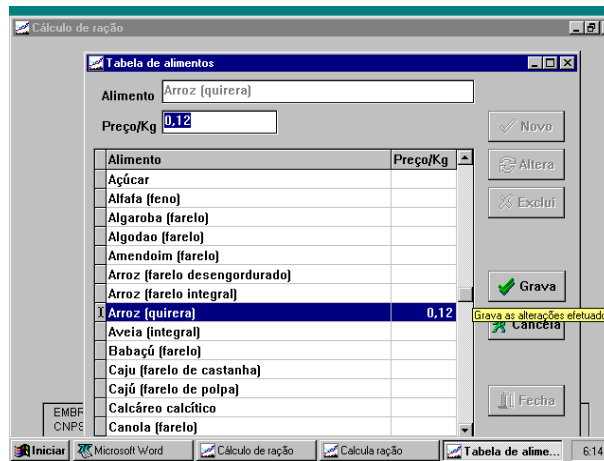 Cálculo de ração
Tabela de alimentos
Alimento Arroz (quirera)
Preço/Kg 0,12
Novo
Alimento Preço/Kg
Altera
Açúcar
Alfafa (feno)
Exclui
Algaroba (farelo)
Algodao (farelo)
Amendoim (farelo)
Arroz (farelo desengordurado)
Arroz (farelo integral)
Grava
Arroz (quirera) 0,12
Grava as alterações efetuado
Aveia (integral)
Cancela
Babaçú (farelo)
Caju (farelo de castanha)
Cajú (farelo de polpa)
Calcáreo calcítico
Fecha
Canola (farelo)
EMBR
CNPS
Iniciar Microsoft Word Cálculo de ração Calcula ração Tabela de alime... 6:14